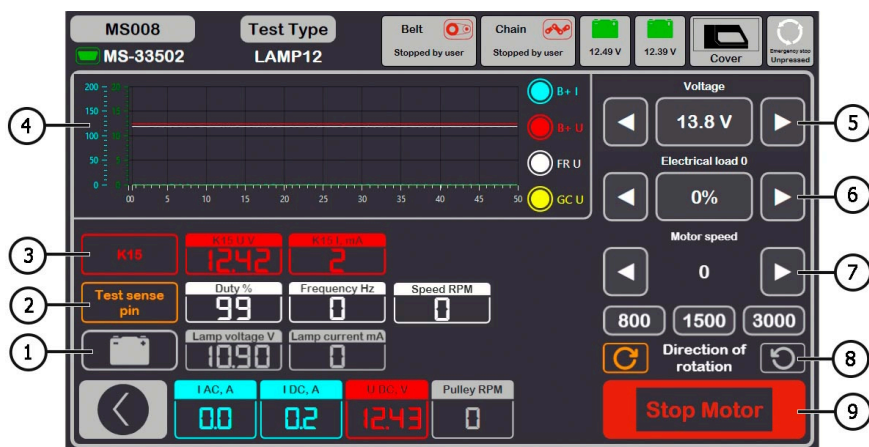 MS008
MS-33502
Test Type
LAMP12
Belt
Stopped by user
Chain
Stopped by user
12.49 V
12.39 V
Cover
Emergency stop
Unpressed
200
150
100
50
0
15
10
5
0
00 5 10 15 20 25 30 35 40 45 50
B+ I
B+ U
FR U
GC U
4
Voltage
13.8 V
5
Electrical load 0
0%
6
Motor speed
0
7
800 1500 3000
Direction of
rotation
8
Stop Motor
9
3
K15
K15 U V
12.42
K15 I, mA
2
2
Test sense
pin
Duty %
99
Frequency Hz
0
Speed RPM
0
1
Lamp voltage V
10.90
Lamp current mA
0
I AC, A
0.0
I DC, A
0.2
U DC, V
12.43
Pulley RPM
0